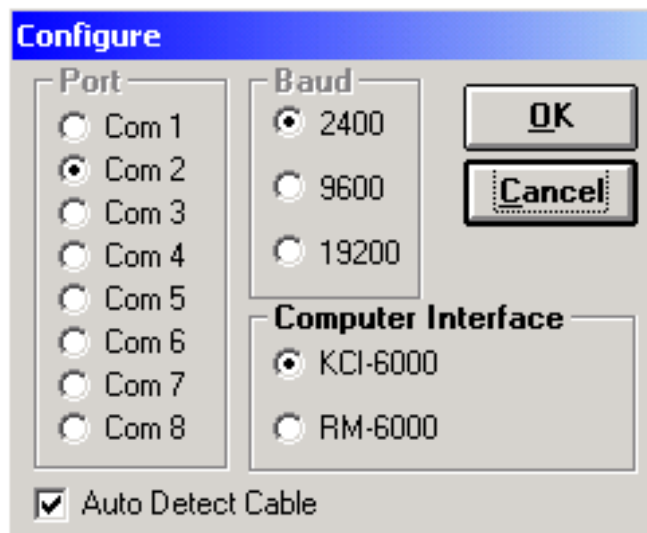 Configure
Port
Com 1
Com 2
Com 3
Com 4
Com 5
Com 6
Com 7
Com 8
Baud
2400
9600
19200
OK
Cancel
Computer Interface
KCI-6000
RM-6000
Auto Detect Cable